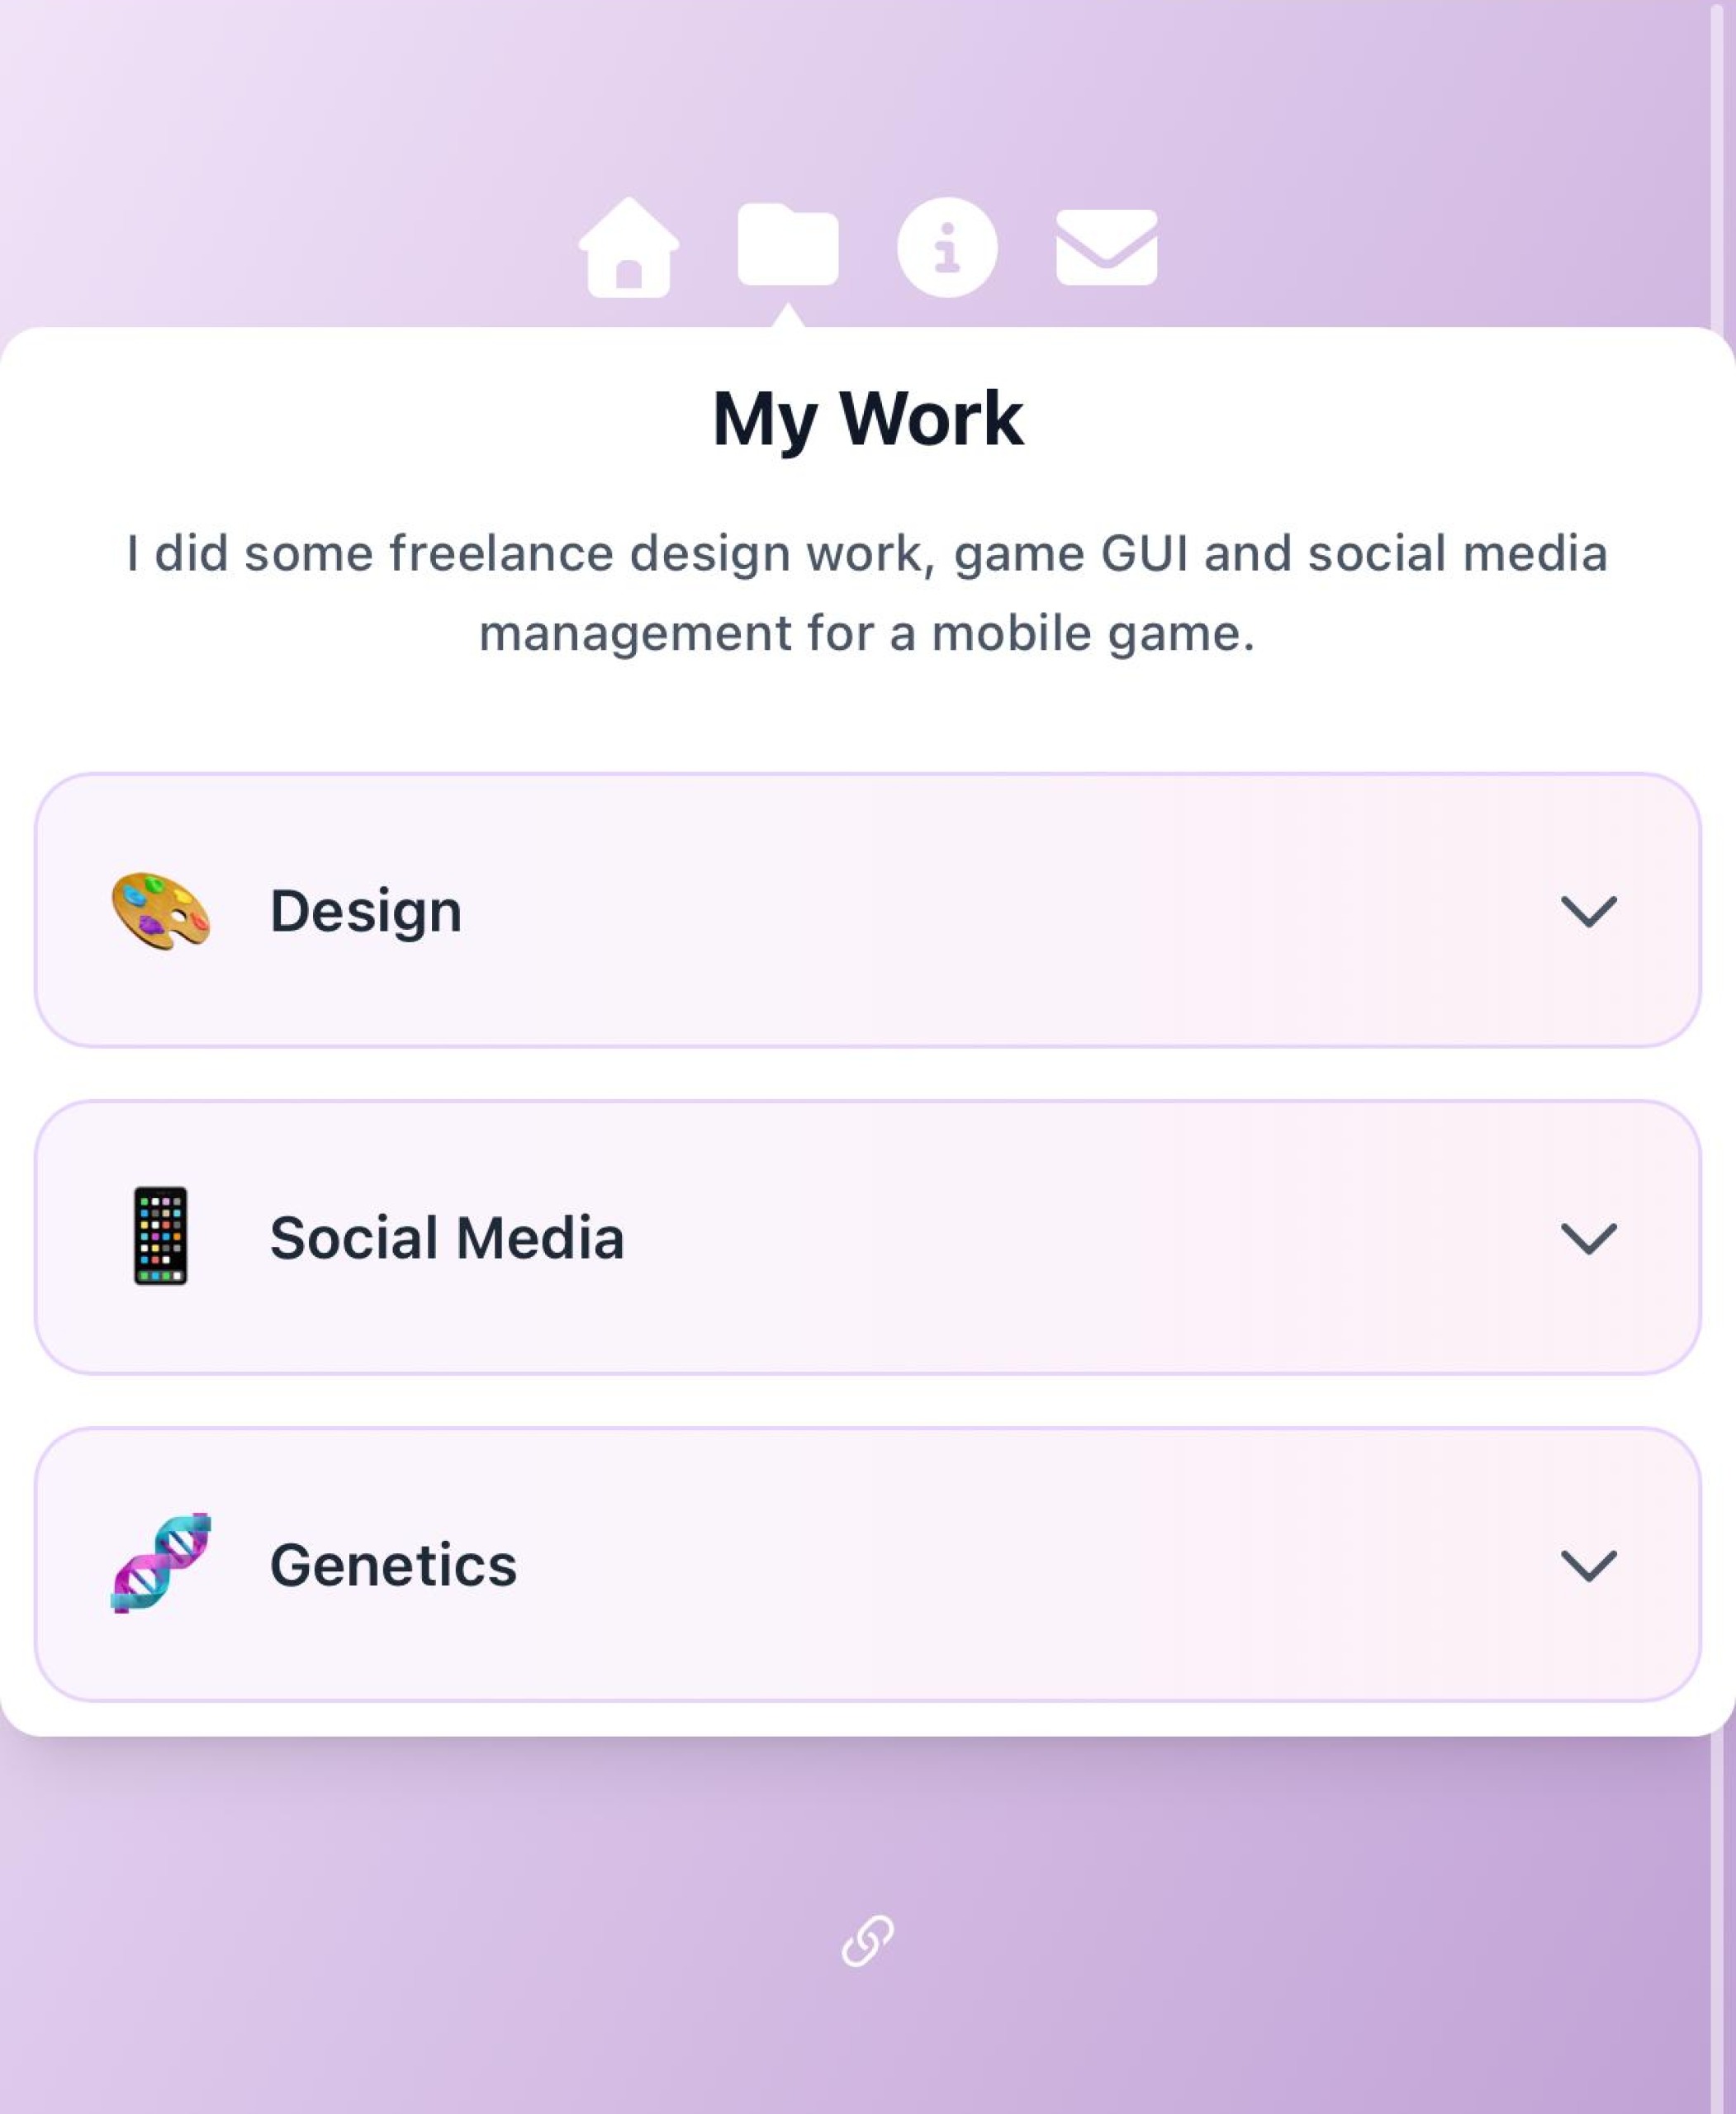 My Work
I did some freelance design work, game GUI and social media
management for a mobile game.
Design
Social Media
Genetics